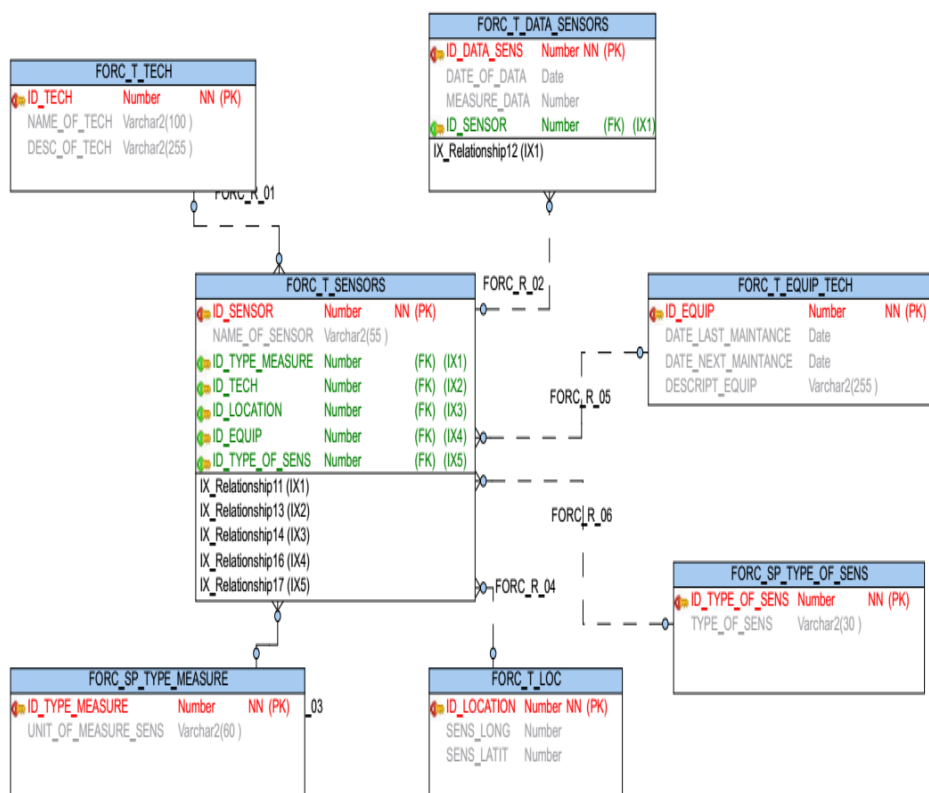 FORC_T_DATA_SENSORS
ID_DATA_SENS Number NN (PK)
DATE_OF_DATA Date
MEASURE_DATA Number
ID_SENSOR Number (FK) (IX1)
IX_Relationship12 (IX1)
FORC_T_TECH
ID_TECH Number NN (PK)
NAME_OF_TECH Varchar2(100 )
DESC_OF_TECH Varchar2(255)
FORC_R_01
FORC_R_02
FORC_T_SENSORS
ID_SENSOR Number NN (PK)
NAME_OF_SENSOR Varchar2(55 )
ID_TYPE_MEASURE Number (FK) (IX1)
ID_TECH Number (FK) (IX2)
ID_LOCATION Number (FK) (IX3)
ID_EQUIP Number (FK) (IX4)
ID_TYPE_OF_SENS Number (FK) (IX5)
IX_Relationship11 (IX1)
IX_Relationship13 (IX2)
IX_Relationship14 (IX3)
IX_Relationship16 (IX4)
IX_Relationship17 (IX5)
FORC_T_EQUIP_TECH
ID_EQUIP Number NN (PK)
DATE_LAST_MAINTANCE Date
DATE_NEXT_MAINTANCE Date
DESCRIPT_EQUIP Varchar2(255 )
FORC_R_05
FORC_R_06
FORC_R_04
FORC_SP_TYPE_OF_SENS
ID_TYPE_OF_SENS Number NN (PK)
TYPE_OF_SENS Varchar2(30 )
FORC_SP_TYPE_MEASURE
ID_TYPE_MEASURE Number NN (PK)
UNIT_OF_MEASURE_SENS Varchar2(60 )
_03
FORC_T_LOC
ID_LOCATION Number NN (PK)
SENS_LONG Number
SENS_LATIT Number